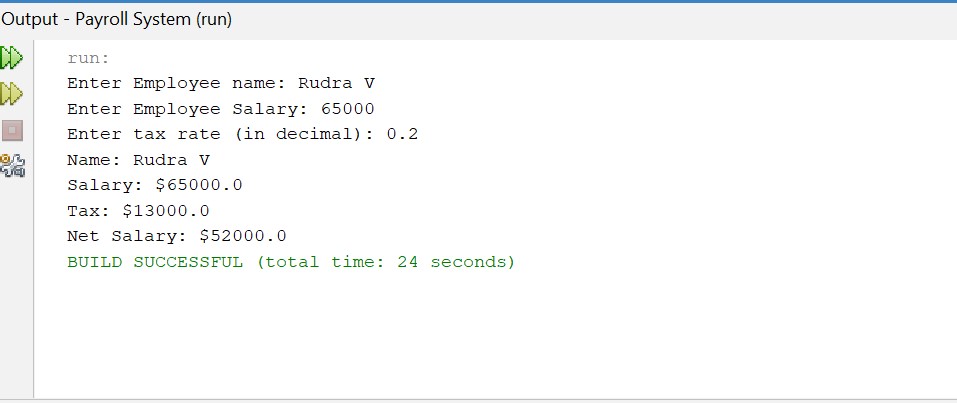 Output - Payroll System (run)
run:
Enter Employee name: Rudra V
Enter Employee Salary: 65000
Enter tax rate (in decimal): 0.2
Name: Rudra V
Salary: $65000.0
Tax: $13000.0
Net Salary: $52000.0
BUILD SUCCESSFUL (total time: 24 seconds)